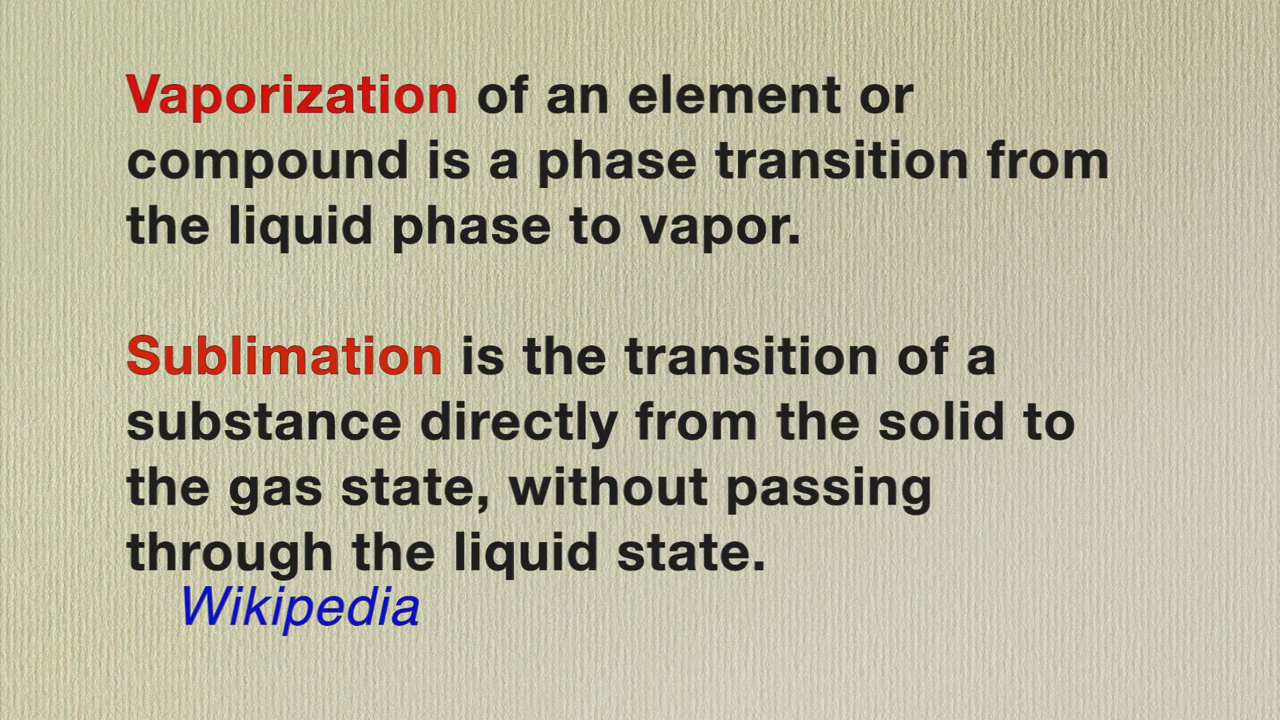 Vaporization of an element or
compound is a phase transition from
the liquid phase to vapor.
Sublimation is the transition of a
substance directly from the solid to
the gas state, without passing
through the liquid state.
Wikipedia